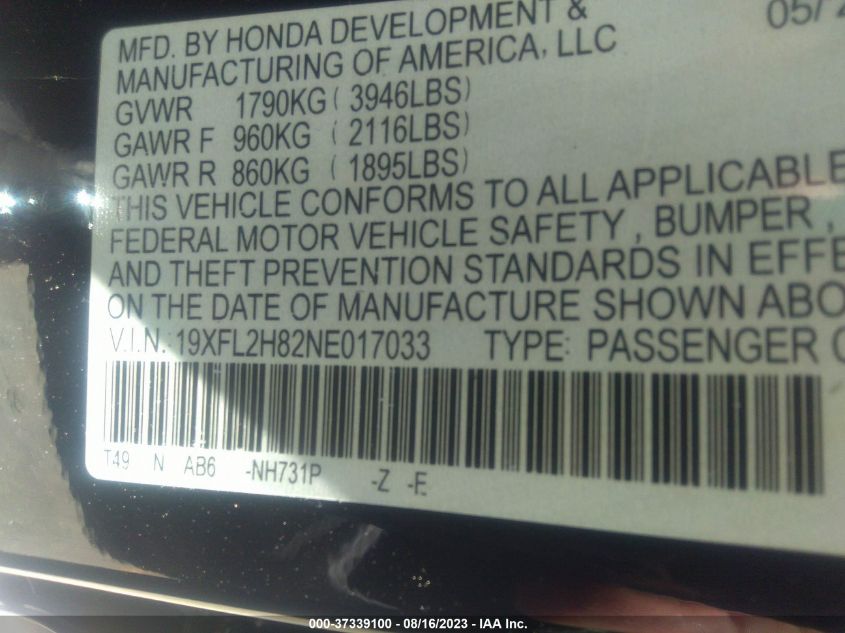 MFD. BY HONDA DEVELOPMENT & 05/
MANUFACTURING OF AMERICA, LLC
GVWR 1790KG ( 3946LBS)
GAWR F 960KG ( 2116LBS)
GAWR R 860KG ( 1895LBS)
THIS VEHICLE CONFORMS TO ALL APPLICABLE
FEDERAL MOTOR VEHICLE SAFETY , BUMPER ,
AND THEFT PREVENTION STANDARDS IN EFFE
ON THE DATE OF MANUFACTURE SHOWN ABO
V.I.N.: 19XFL2H82NE017033 TYPE: PASSENGER
T49 N AB6 -NH731P -Z -E
000-37339100 - 08/16/2023 - IAA Inc.